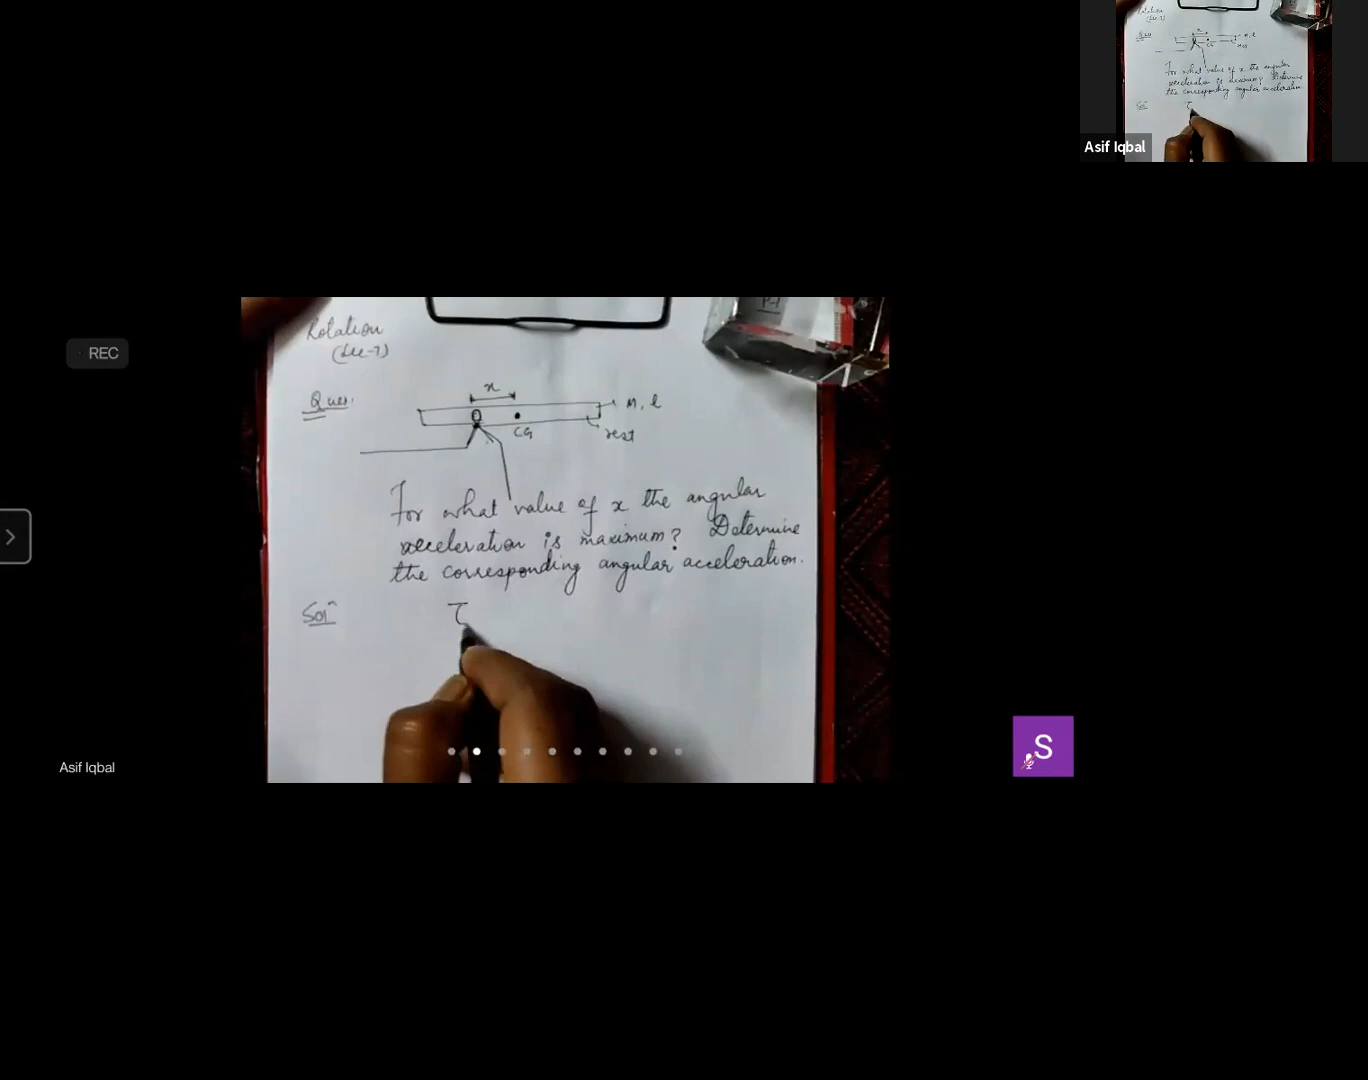 Asif Iqbal
REC
P-1
Rotation
(Lec-7)
Ques.
x
M, l
CG
rest
For what value of x the angular
acceleration is maximum? Determine
the corresponding angular acceleration.
Solⁿ
τ
S
Asif Iqbal